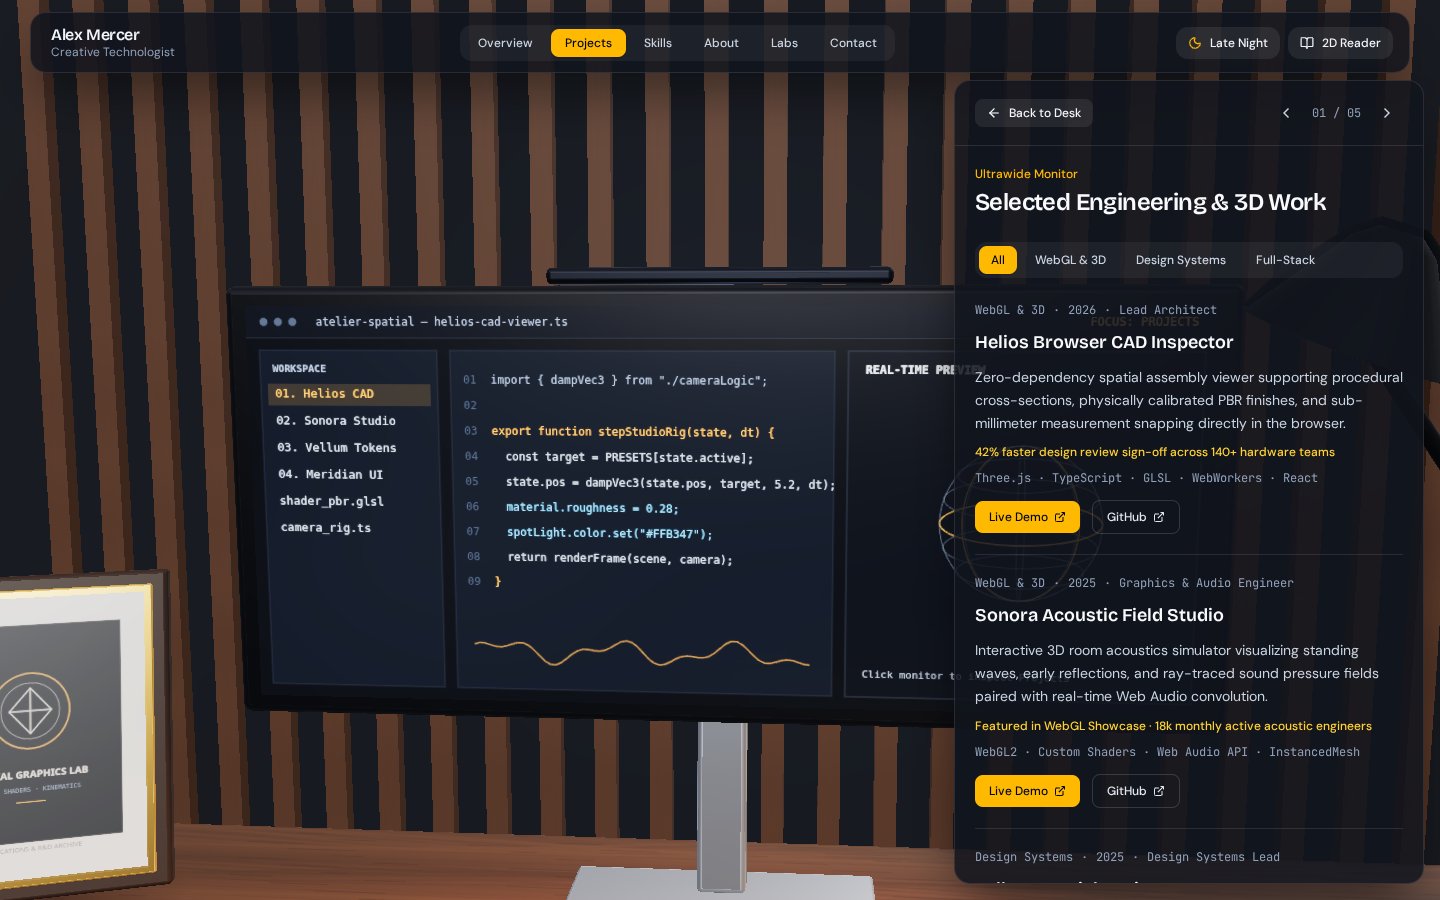 Alex Mercer
Creative Technologist
Overview
Projects
Skills
About
Labs
Contact
Late Night
2D Reader
Back to Desk
01 / 05
Ultrawide Monitor
Selected Engineering & 3D Work
All
WebGL & 3D
Design Systems
Full-Stack
WebGL & 3D · 2026 · Lead Architect
FOCUS: PROJECTS
Helios Browser CAD Inspector
Zero-dependency spatial assembly viewer supporting procedural
cross-sections, physically calibrated PBR finishes, and sub-
millimeter measurement snapping directly in the browser.
42% faster design review sign-off across 140+ hardware teams
Three.js · TypeScript · GLSL · WebWorkers · React
Live Demo
GitHub
WebGL & 3D · 2025 · Graphics & Audio Engineer
Sonora Acoustic Field Studio
Interactive 3D room acoustics simulator visualizing standing
waves, early reflections, and ray-traced sound pressure fields
paired with real-time Web Audio convolution.
Featured in WebGL Showcase · 18k monthly active acoustic engineers
WebGL2 · Custom Shaders · Web Audio API · InstancedMesh
Live Demo
GitHub
Design Systems · 2025 · Design Systems Lead
atelier-spatial — helios-cad-viewer.ts
WORKSPACE
01. Helios CAD
02. Sonora Studio
03. Vellum Tokens
04. Meridian UI
shader_pbr.glsl
camera_rig.ts
01 import { dampVec3 } from "./cameraLogic";
02
03 export function stepStudioRig(state, dt) {
04 const target = PRESETS[state.active];
05 state.pos = dampVec3(state.pos, target, 5.2, dt);
06 material.roughness = 0.28;
07 spotLight.color.set("#FFB347");
08 return renderFrame(scene, camera);
09 }
REAL-TIME PREVIEW
Click monitor to
AL GRAPHICS LAB
SHADERS · KINEMATICS
CATIONS & R&D ARCHIVE